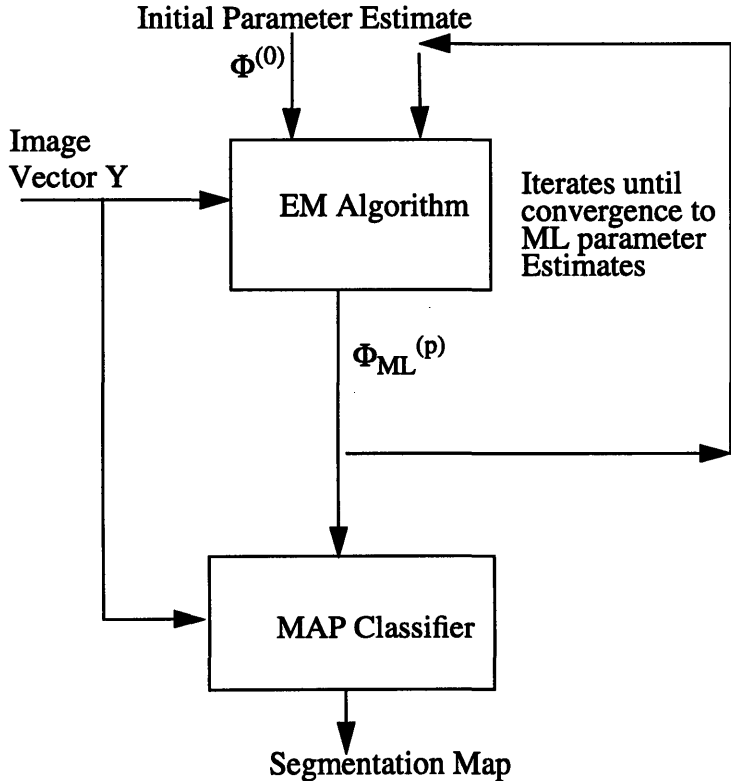 Initial Parameter Estimate
Φ(0)
Image
Vector Y
EM Algorithm
Iterates until
convergence to
ML parameter
Estimates
ΦML(p)
MAP Classifier
Segmentation Map